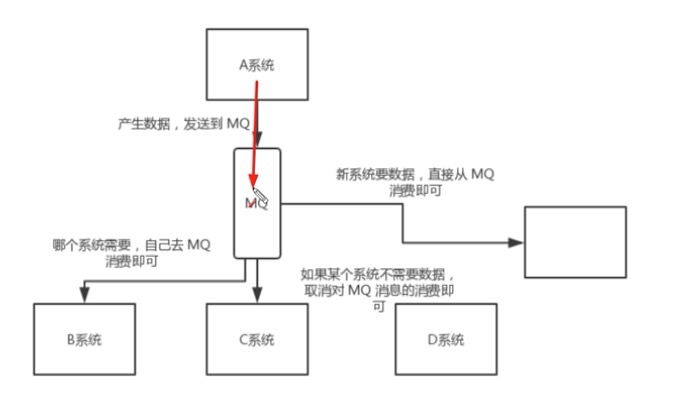 A系统
产生数据，发送到 MQ
MQ
新系统要数据，直接从 MQ
消费即可
哪个系统需要，自己去 MQ
消费即可
如果某个系统不需要数据，
取消对 MQ 消息的消费即
可
B系统
C系统
D系统